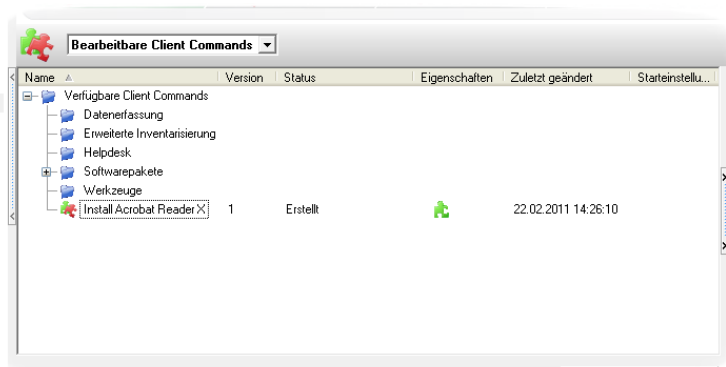 Bearbeitbare Client Commands
Name Version Status Eigenschaften Zuletzt geändert Starteinstellu...
Verfügbare Client Commands
Datenerfassung
Erweiterte Inventarisierung
Helpdesk
Softwarepakete
Werkzeuge
Install Acrobat ReaderX 1 Erstellt 22.02.2011 14:26:10